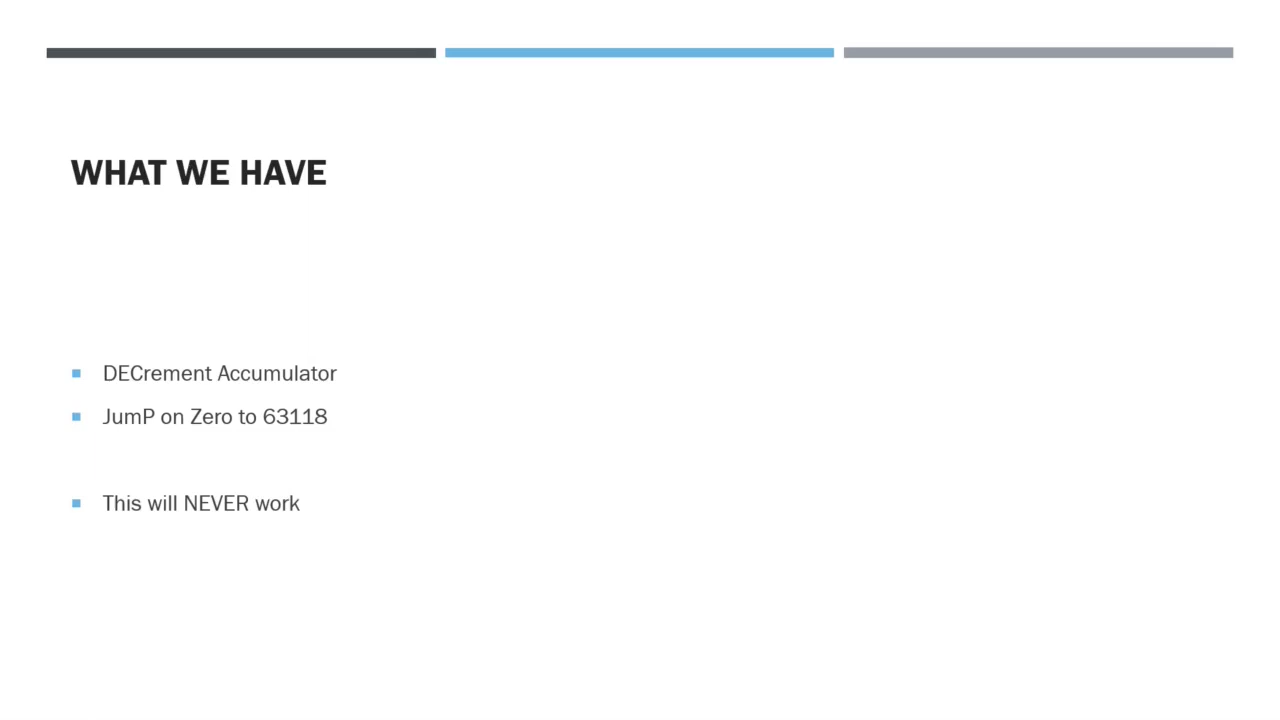 WHAT WE HAVE
DECrement Accumulator
JumP on Zero to 63118
This will NEVER work